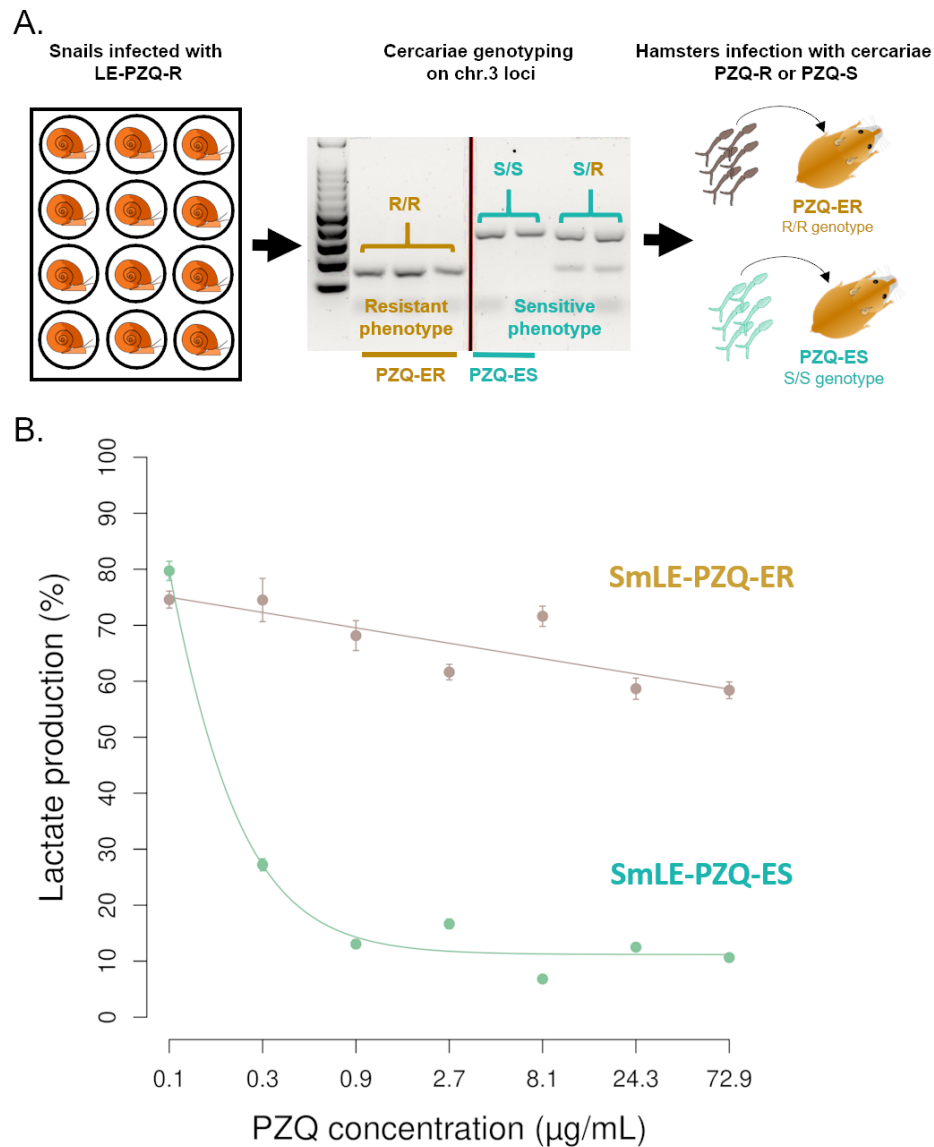 A.
Snails infected with
LE-PZQ-R
Cercariae genotyping
on chr.3 loci
Hamsters infection with cercariae
PZQ-R or PZQ-S
R/R
S/S
S/R
Resistant
phenotype
Sensitive
phenotype
PZQ-ER
PZQ-ES
PZQ-ER
R/R genotype
PZQ-ES
S/S genotype
B.
Lactate production (%)
100
90
80
70
60
50
40
30
20
10
0
SmLE-PZQ-ER
SmLE-PZQ-ES
0.1
0.3
0.9
2.7
8.1
24.3
72.9
PZQ concentration (µg/mL)